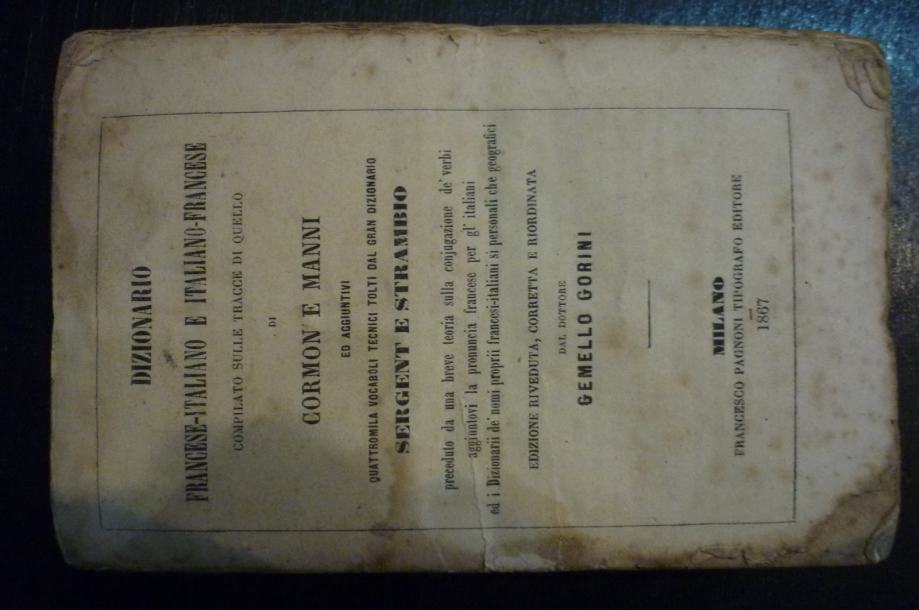 DIZIONARIO
FRANCESE-ITALIANO E ITALIANO-FRANCESE
COMPILATO SULLE TRACCE DI QUELLO
DI
CORMON E MANNI
ED AGGIUNTIVI
QUATTROMILA VOCABOLI TECNICI TOLTI DAL GRAN DIZIONARIO
SERGENT E STRAMBIO
preceduto da una breve teoria sulla conjugazione de' verbi
aggiuntovi la pronuncia francese per gl' italiani
ed i Dizionarii de' nomi proprii francesi-italiani sì personali che geografici
EDIZIONE RIVEDUTA, CORRETTA E RIORDINATA
DAL DOTTORE
GEMELLO GORINI
MILANO
FRANCESCO PAGNONI TIPOGRAFO EDITORE
1867